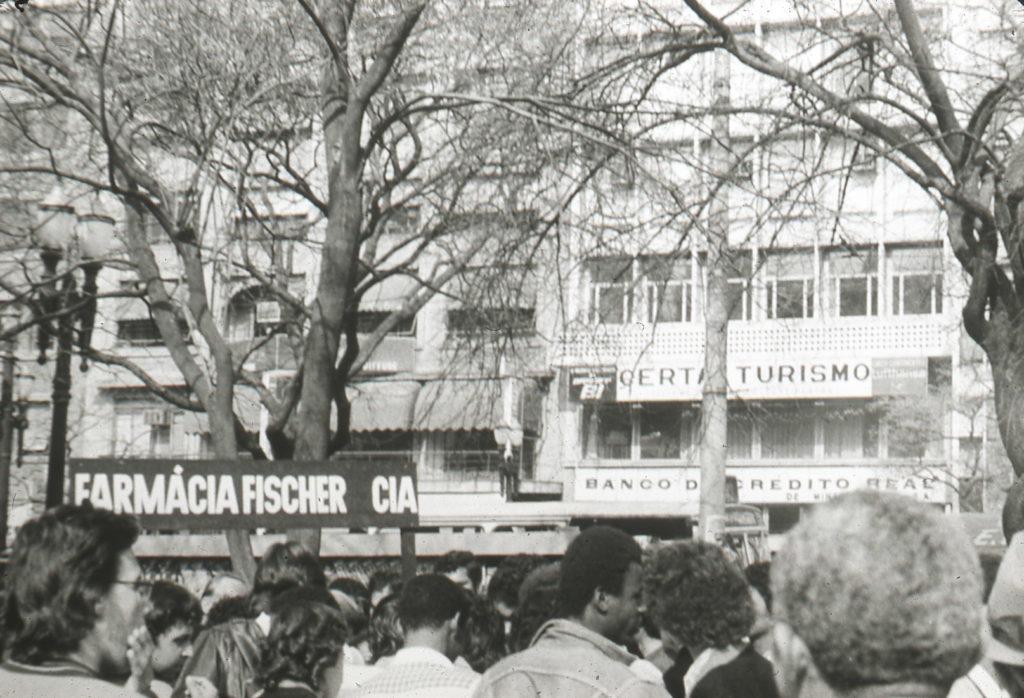 CERTA TURISMO
FARMÁCIA FISCHER CIA
BANCO DE CREDITO REAL
DE MINAS